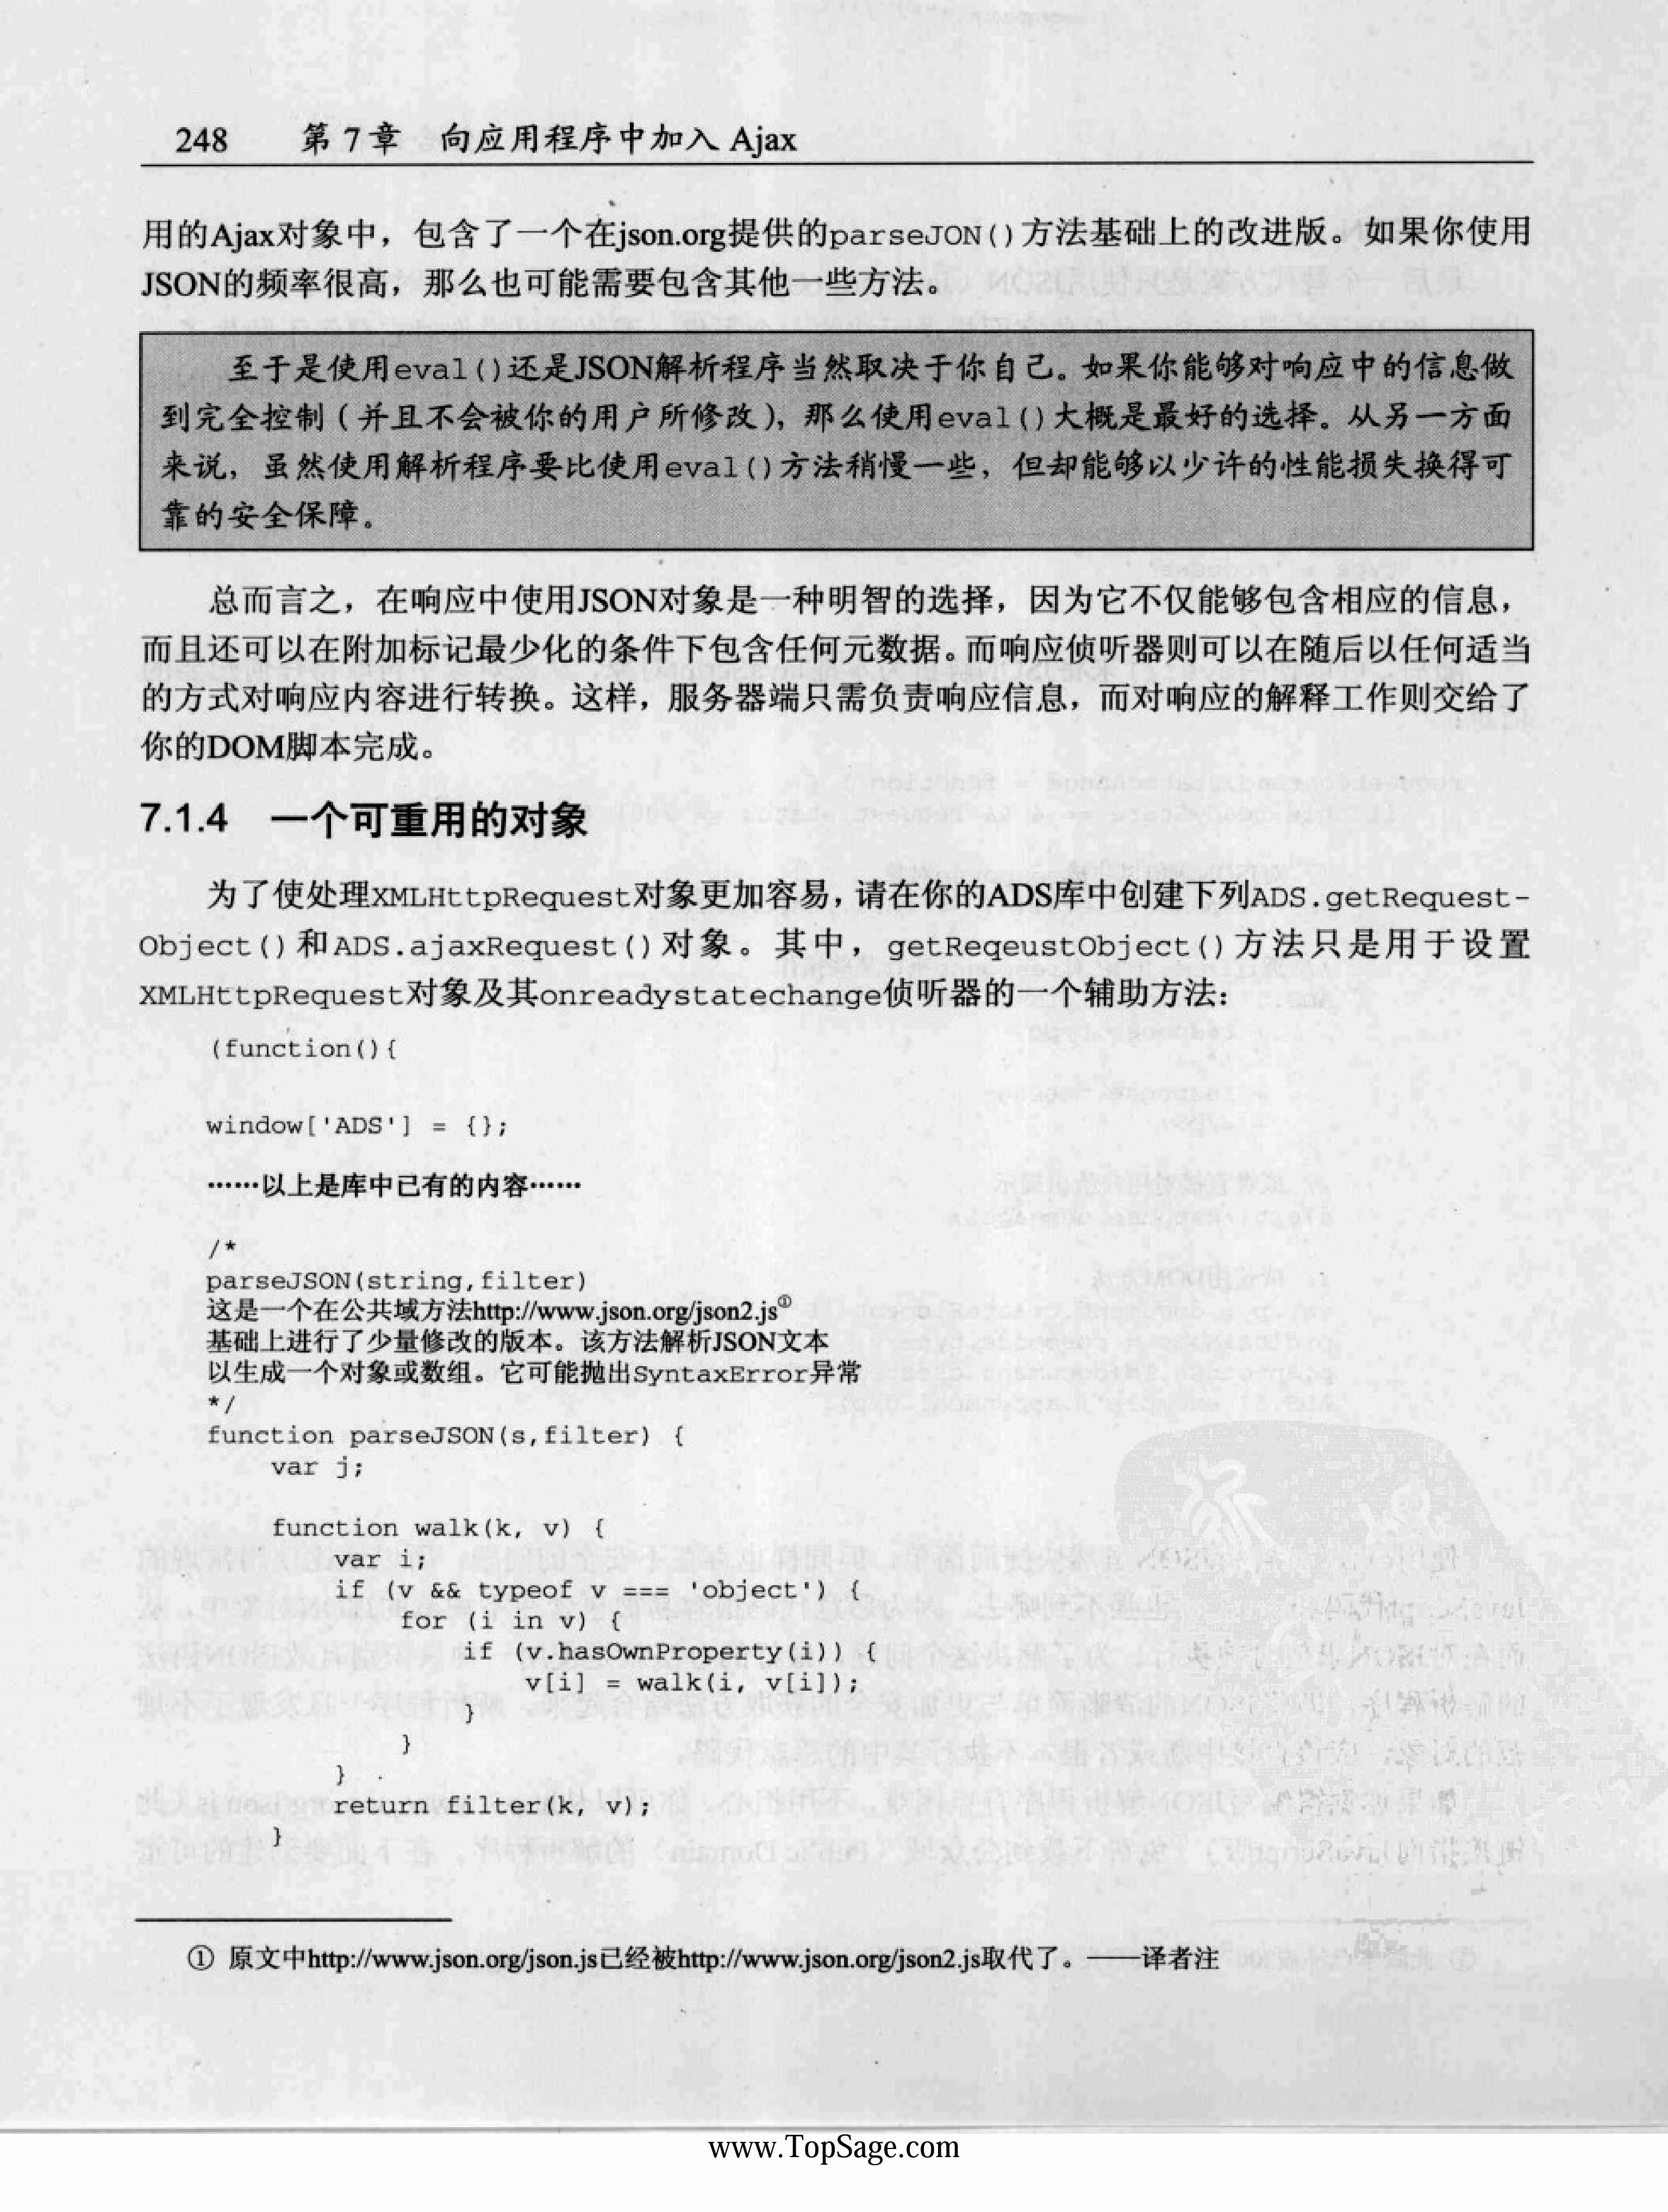 248 第 7 章 向应用程序中加入 Ajax
用的Ajax对象中，包含了一个在json.org提供的parseJON()方法基础上的改进版。如果你使用
JSON的频率很高，那么也可能需要包含其他一些方法。
至于是使用eval()还是JSON解析程序当然取决于你自己。如果你能够对响应中的信息做
到完全控制（并且不会被你的用户所修改），那么使用eval()大概是最好的选择。从另一方面
来说，虽然使用解析程序要比使用eval()方法稍慢一些，但却能够以少许的性能损失换得可
靠的安全保障。
总而言之，在响应中使用JSON对象是一种明智的选择，因为它不仅能够包含相应的信息，
而且还可以在附加标记最少化的条件下包含任何元数据。而响应侦听器则可以在随后以任何适当
的方式对响应内容进行转换。这样，服务器端只需负责响应信息，而对响应的解释工作则交给了
你的DOM脚本完成。
7.1.4 一个可重用的对象
为了使处理XMLHttpRequest对象更加容易，请在你的ADS库中创建下列ADS.getRequest-
Object()和ADS.ajaxRequest()对象。其中，getReqeustObject()方法只是用于设置
XMLHttpRequest对象及其onreadystatechange侦听器的一个辅助方法：
(function(){
window['ADS'] = {};
……以上是库中已有的内容……
/*
parseJSON(string,filter)
这是一个在公共域方法http://www.json.org/json2.js①
基础上进行了少量修改的版本。该方法解析JSON文本
以生成一个对象或数组。它可能抛出SyntaxError异常
*/
function parseJSON(s,filter) {
var j;
function walk(k, v) {
var i;
if (v && typeof v === 'object') {
for (i in v) {
if (v.hasOwnProperty(i)) {
v[i] = walk(i, v[i]);
}
}
}
return filter(k, v);
}
① 原文中http://www.json.org/json.js已经被http://www.json.org/json2.js取代了。——译者注
www.TopSage.com